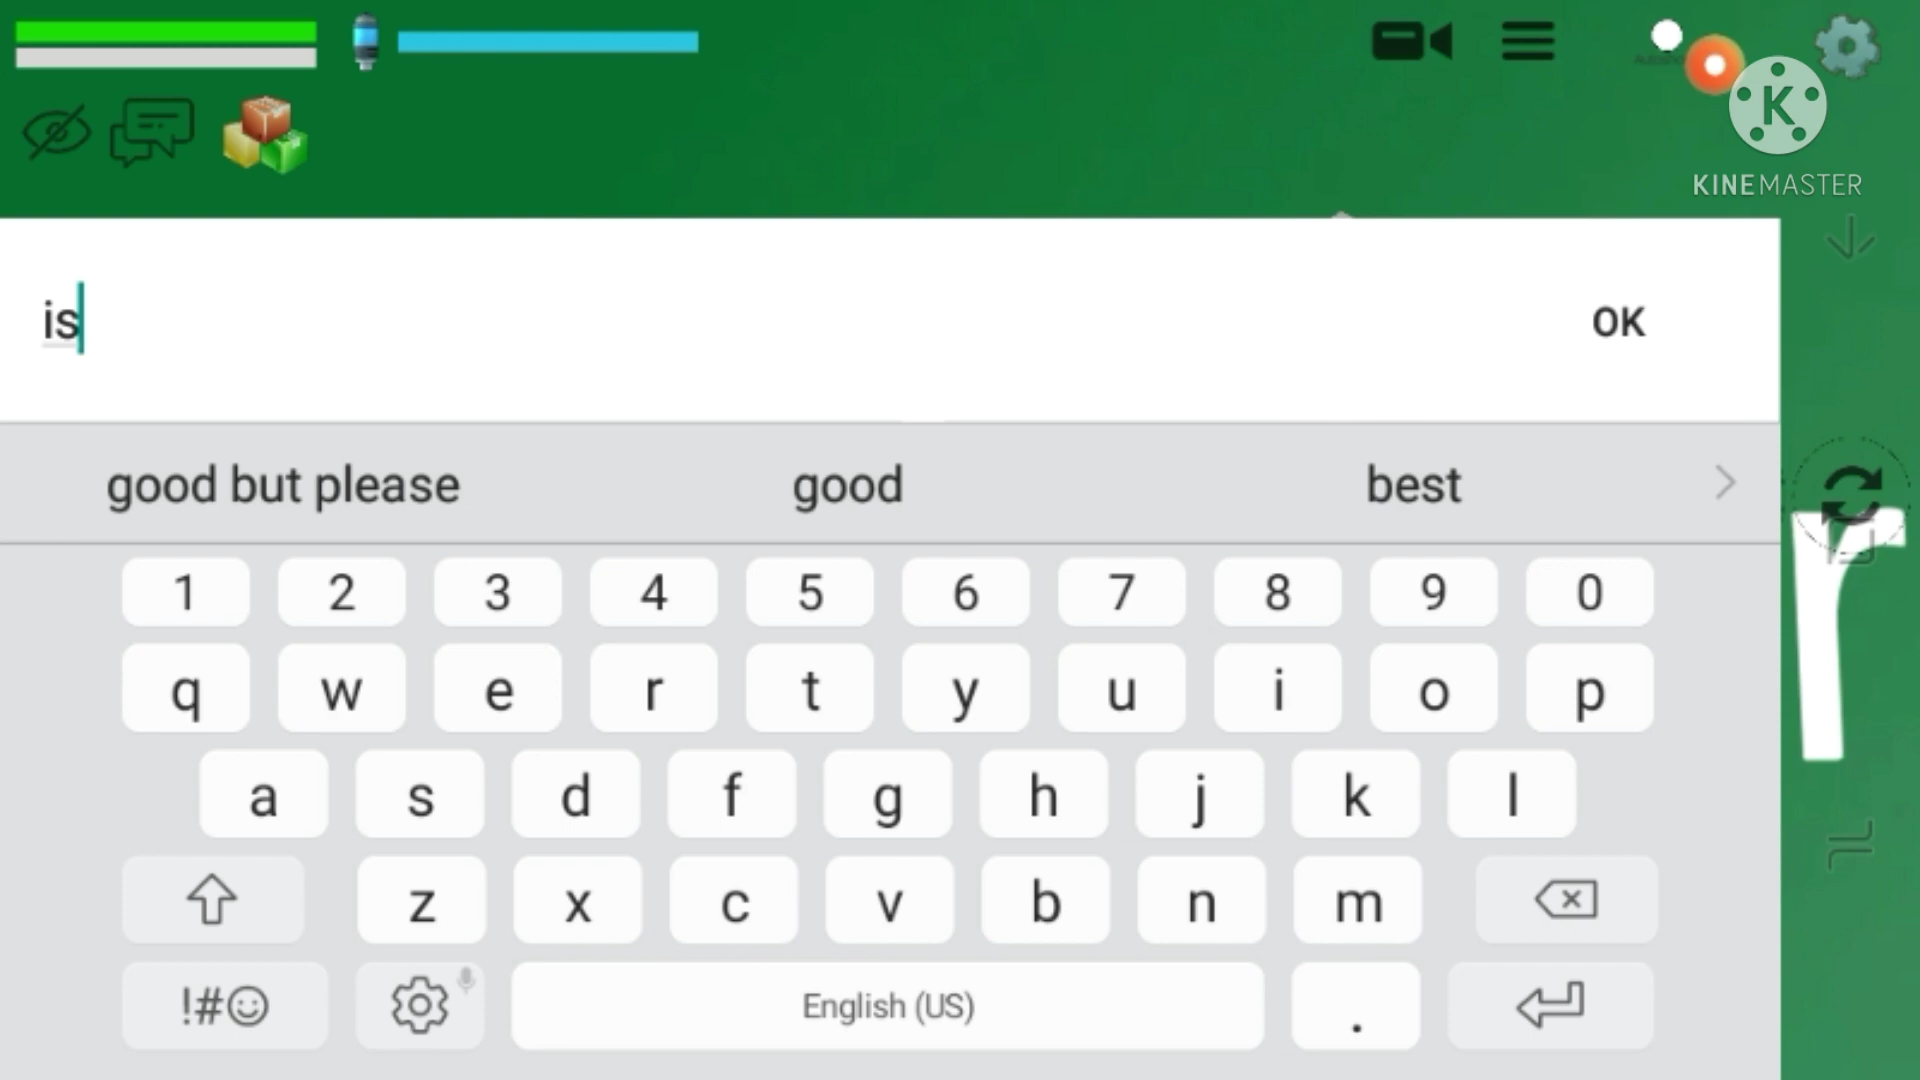 KINEMASTER
is
OK
good but please good best
1 2 3 4 5 6 7 8 9 0
q w e r t y u i o p
a s d f g h j k l
z x c v b n m
!#☺ English (US) .
r